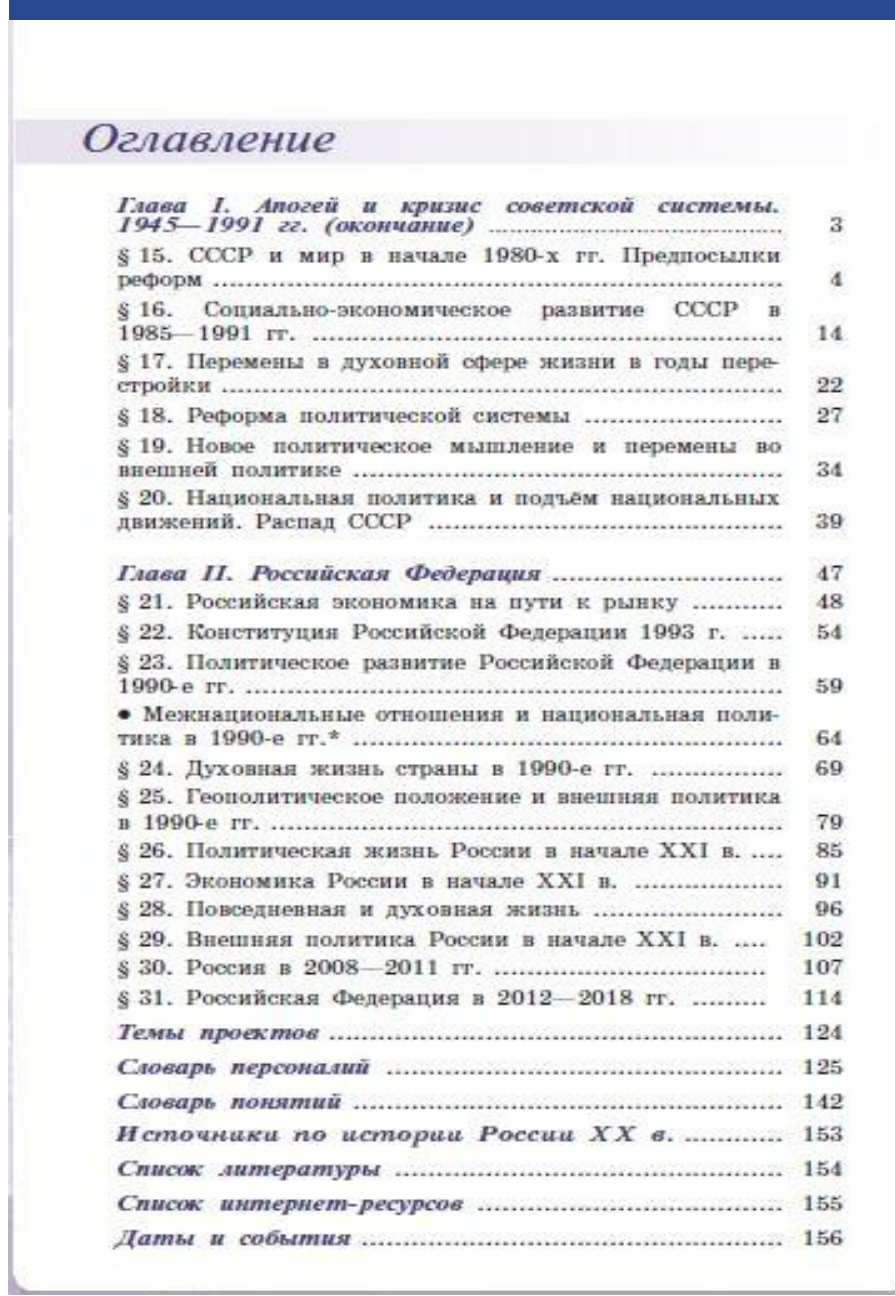 Оглавление
Глава I. Апогей и кризис советской системы.
1945—1991 гг. (окончание) ........ 3
§ 15. СССР и мир в начале 1980-х гг. Предпосылки
реформ ........ 4
§ 16. Социально-экономическое развитие СССР в
1985—1991 гг. ........ 14
§ 17. Перемены в духовной сфере жизни в годы пере-
стройки ........ 22
§ 18. Реформа политической системы ........ 27
§ 19. Новое политическое мышление и перемены во
внешней политике ........ 34
§ 20. Национальная политика и подъём национальных
движений. Распад СССР ........ 39
Глава II. Российская Федерация ........ 47
§ 21. Российская экономика на пути к рынку ........ 48
§ 22. Конституция Российской Федерации 1993 г. ..... 54
§ 23. Политическое развитие Российской Федерации в
1990-е гг. ........ 59
● Межнациональные отношения и национальная поли-
тика в 1990-е гг.* ........ 64
§ 24. Духовная жизнь страны в 1990-е гг. ........ 69
§ 25. Геополитическое положение и внешняя политика
в 1990-е гг. ........ 79
§ 26. Политическая жизнь России в начале XXI в. .... 85
§ 27. Экономика России в начале XXI в. ........ 91
§ 28. Повседневная и духовная жизнь ........ 96
§ 29. Внешняя политика России в начале XXI в. .... 102
§ 30. Россия в 2008—2011 гг. ........ 107
§ 31. Российская Федерация в 2012—2018 гг. ........ 114
Темы проектов ........ 124
Словарь персоналий ........ 125
Словарь понятий ........ 142
Источники по истории России XX в. ........ 153
Список литературы ........ 154
Список интернет-ресурсов ........ 155
Даты и события ........ 156